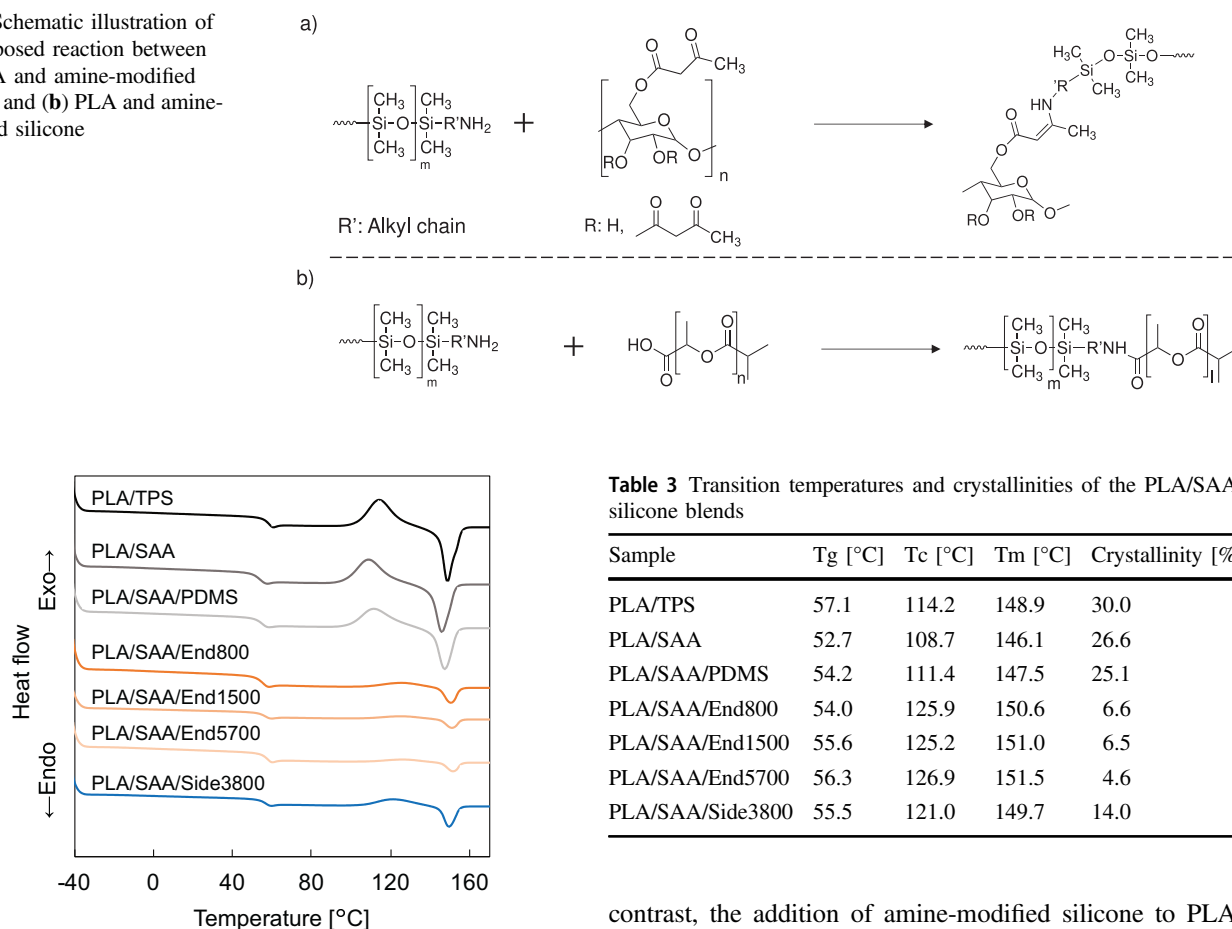 Schematic illustration of
posed reaction between
A and amine-modified
and (b) PLA and amine-
d silicone
a)
CH3 CH3
Si O Si R'NH2
CH3 CH3
m
+
O O
CH3
O
O
RO OR O
n
R': Alkyl chain
R: H,
O O
CH3
H3C CH3
Si O Si O
H3C CH3
CH3
'R
HN
O
CH3
O
O
RO OR O
b)
CH3 CH3
Si O Si R'NH2
CH3 CH3
m
+
HO
O
O
O
n
CH3 CH3
Si O Si R'NH
CH3 CH3
m
O
O
O
l
PLA/TPS
PLA/SAA
PLA/SAA/PDMS
PLA/SAA/End800
PLA/SAA/End1500
PLA/SAA/End5700
PLA/SAA/Side3800
Heat flow
←Endo
Exo→
-40 0 40 80 120 160
Temperature [°C]
Table 3 Transition temperatures and crystallinities of the PLA/SAA
silicone blends
Sample Tg [°C] Tc [°C] Tm [°C] Crystallinity [%
PLA/TPS 57.1 114.2 148.9 30.0
PLA/SAA 52.7 108.7 146.1 26.6
PLA/SAA/PDMS 54.2 111.4 147.5 25.1
PLA/SAA/End800 54.0 125.9 150.6 6.6
PLA/SAA/End1500 55.6 125.2 151.0 6.5
PLA/SAA/End5700 56.3 126.9 151.5 4.6
PLA/SAA/Side3800 55.5 121.0 149.7 14.0
contrast, the addition of amine-modified silicone to PLA